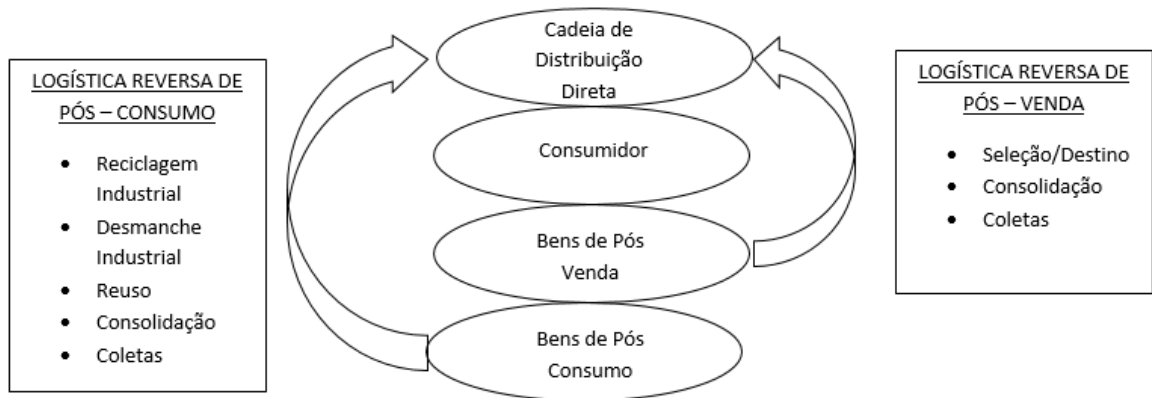 LOGÍSTICA REVERSA DE
PÓS – CONSUMO
• Reciclagem
Industrial
• Desmanche
Industrial
• Reuso
• Consolidação
• Coletas
Cadeia de
Distribuição
Direta
Consumidor
Bens de Pós
Venda
Bens de Pós
Consumo
LOGÍSTICA REVERSA DE
PÓS – VENDA
• Seleção/Destino
• Consolidação
• Coletas